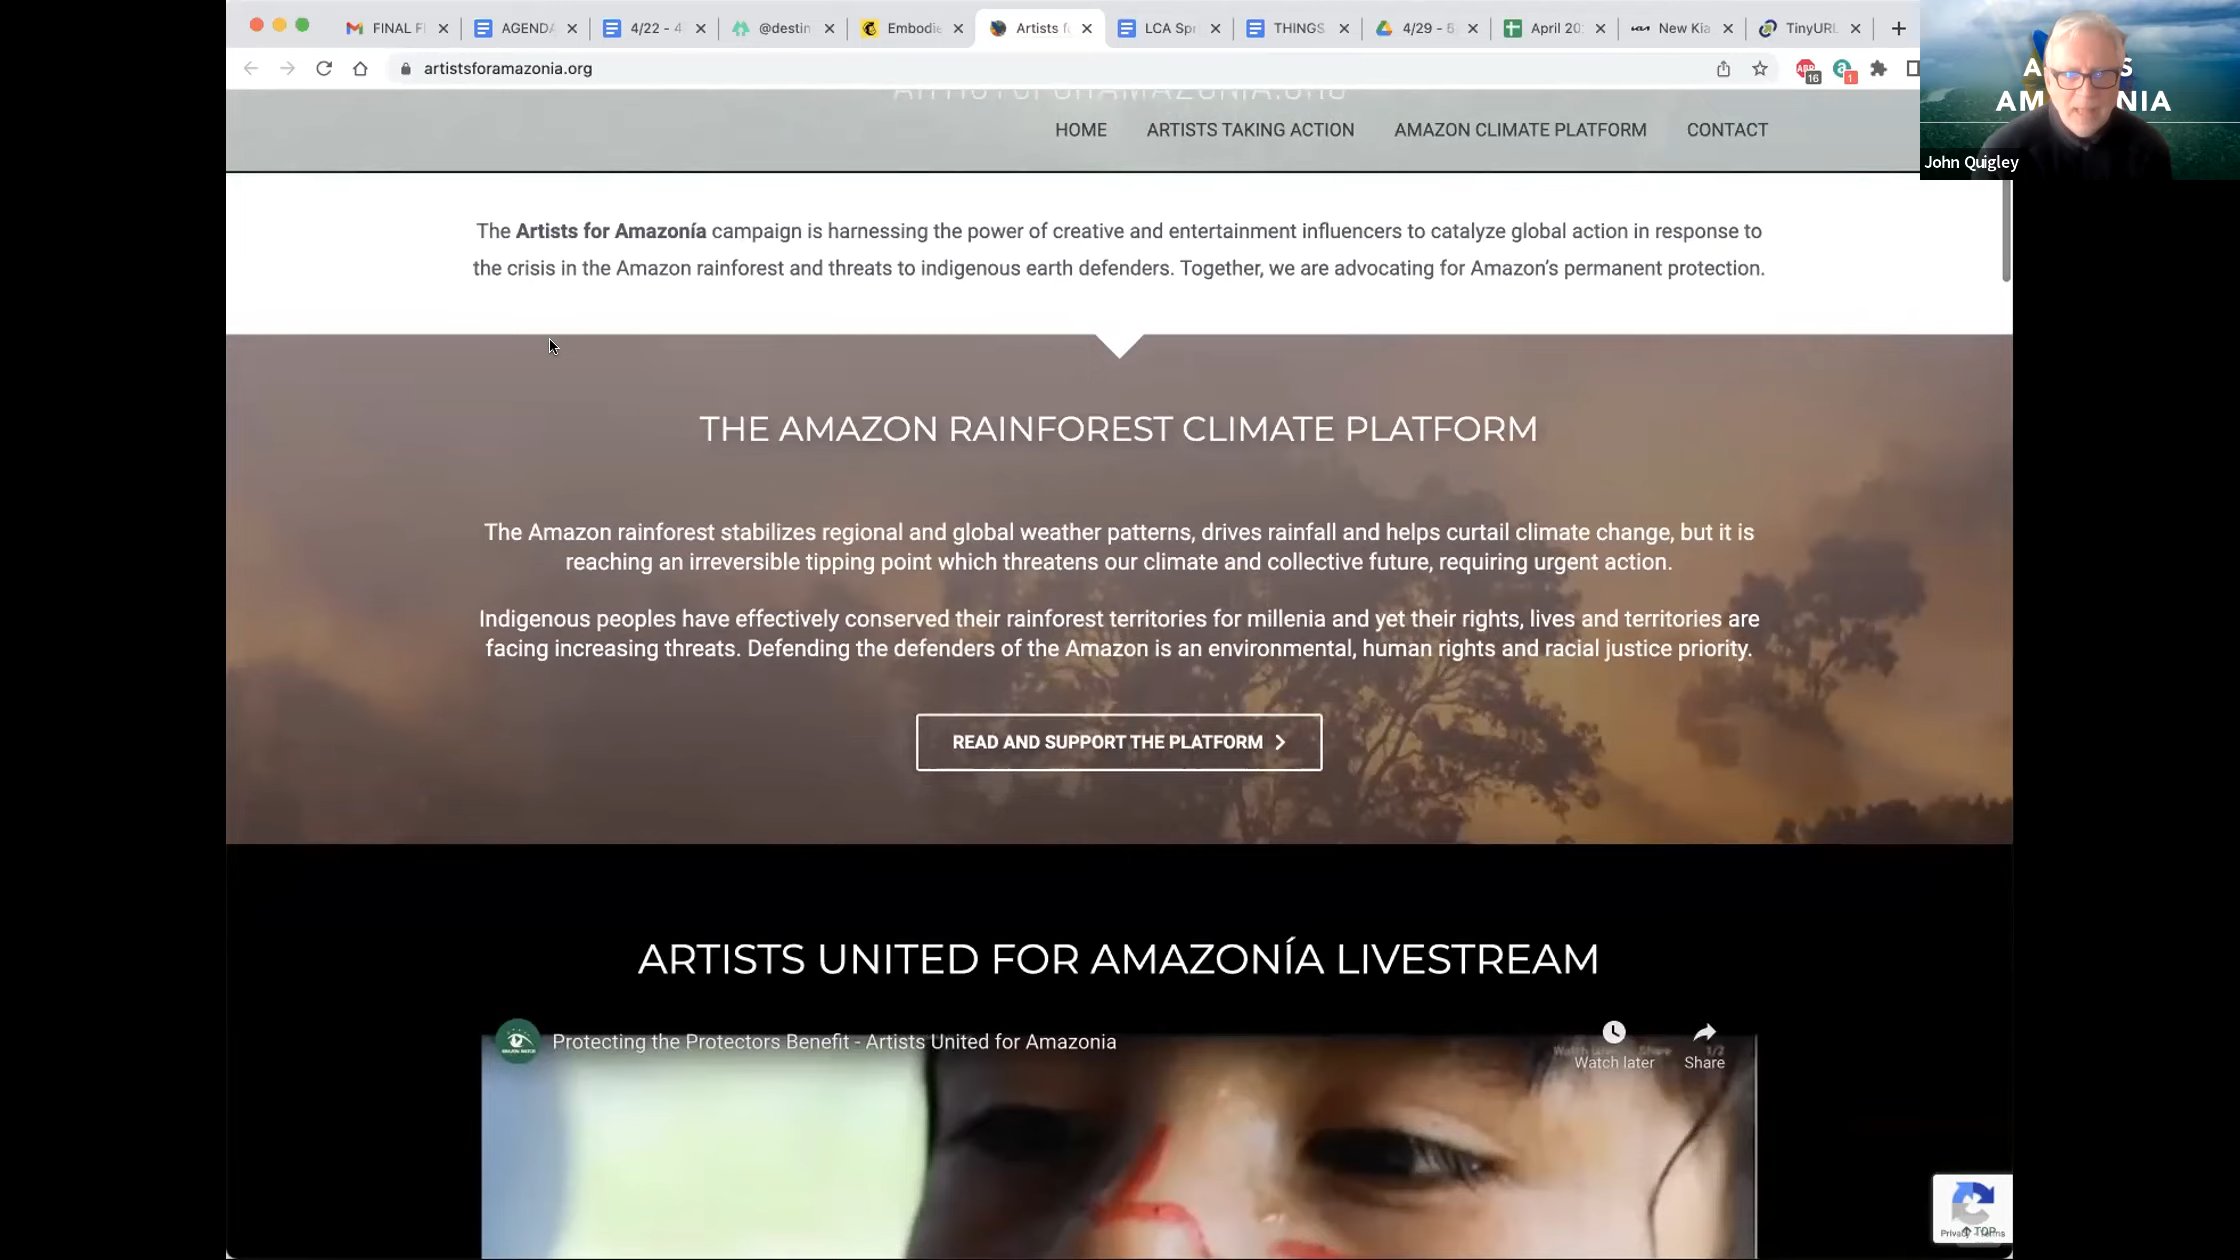 FINAL F
AGENDA
4/22 - 4
@destin
Embodie
Artists f
LCA Spr
THINGS
4/29 - 5
April 20
New Kia
TinyURL
artistsforamazonia.org
16
1
HOME
ARTISTS TAKING ACTION
AMAZON CLIMATE PLATFORM
CONTACT
John Quigley
The Artists for Amazonía campaign is harnessing the power of creative and entertainment influencers to catalyze global action in response to
the crisis in the Amazon rainforest and threats to indigenous earth defenders. Together, we are advocating for Amazon's permanent protection.
THE AMAZON RAINFOREST CLIMATE PLATFORM
The Amazon rainforest stabilizes regional and global weather patterns, drives rainfall and helps curtail climate change, but it is
reaching an irreversible tipping point which threatens our climate and collective future, requiring urgent action.
Indigenous peoples have effectively conserved their rainforest territories for millenia and yet their rights, lives and territories are
facing increasing threats. Defending the defenders of the Amazon is an environmental, human rights and racial justice priority.
READ AND SUPPORT THE PLATFORM
ARTISTS UNITED FOR AMAZONÍA LIVESTREAM
Protecting the Protectors Benefit - Artists United for Amazonia
Watch later
Share
TOP